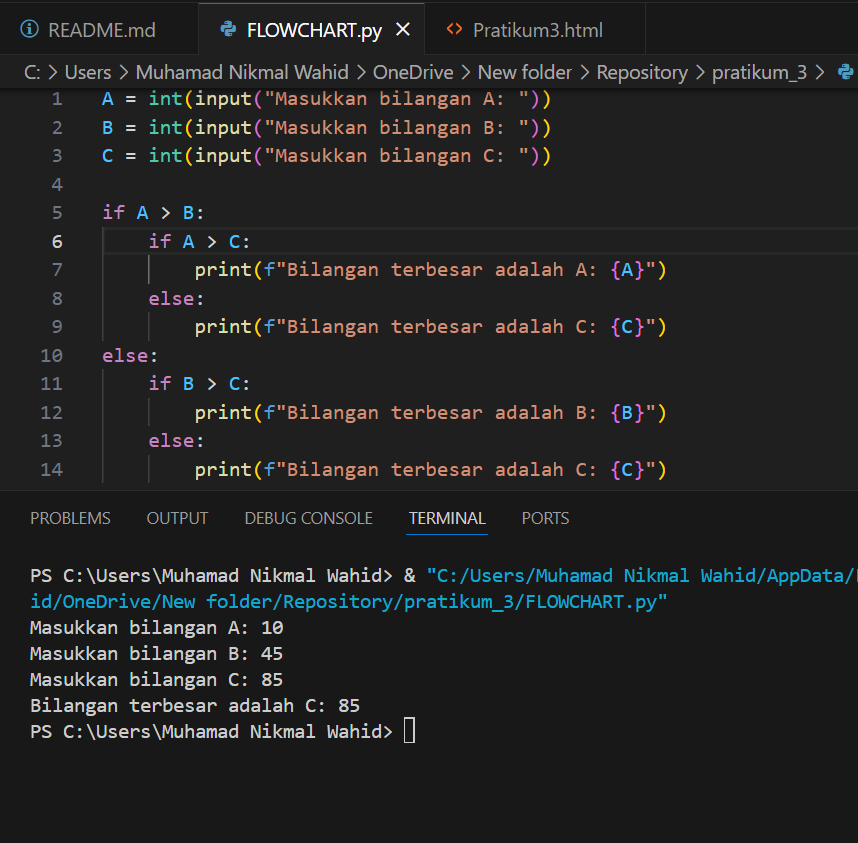 README.md FLOWCHART.py Pratikum3.html
C: > Users > Muhamad Nikmal Wahid > OneDrive > New folder > Repository > pratikum_3 >
1 A = int(input("Masukkan bilangan A: "))
2 B = int(input("Masukkan bilangan B: "))
3 C = int(input("Masukkan bilangan C: "))
4
5 if A > B:
6     if A > C:
7         print(f"Bilangan terbesar adalah A: {A}")
8     else:
9         print(f"Bilangan terbesar adalah C: {C}")
10 else:
11     if B > C:
12         print(f"Bilangan terbesar adalah B: {B}")
13     else:
14         print(f"Bilangan terbesar adalah C: {C}")
PROBLEMS OUTPUT DEBUG CONSOLE TERMINAL PORTS
PS C:\Users\Muhamad Nikmal Wahid> & "C:/Users/Muhamad Nikmal Wahid/AppData/
id/OneDrive/New folder/Repository/pratikum_3/FLOWCHART.py"
Masukkan bilangan A: 10
Masukkan bilangan B: 45
Masukkan bilangan C: 85
Bilangan terbesar adalah C: 85
PS C:\Users\Muhamad Nikmal Wahid>